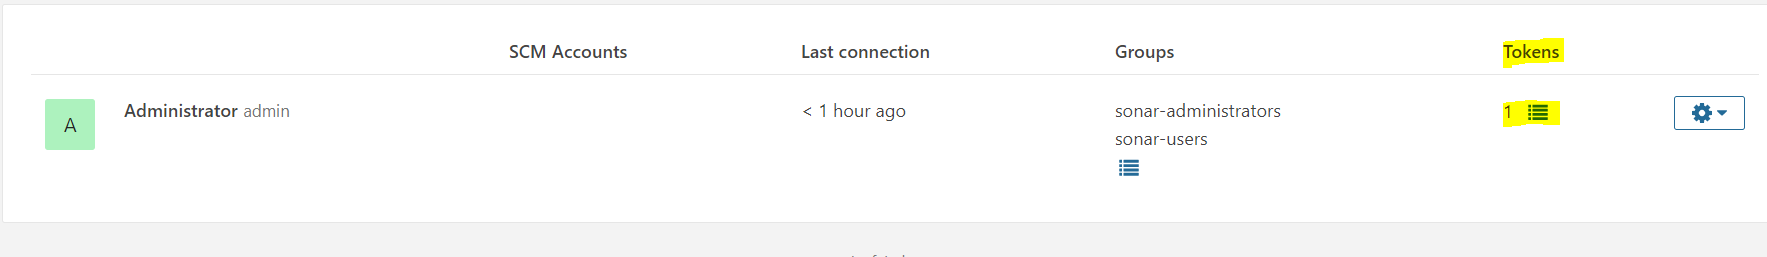 SCM Accounts Last connection Groups Tokens
A Administrator admin < 1 hour ago sonar-administrators 1
sonar-users